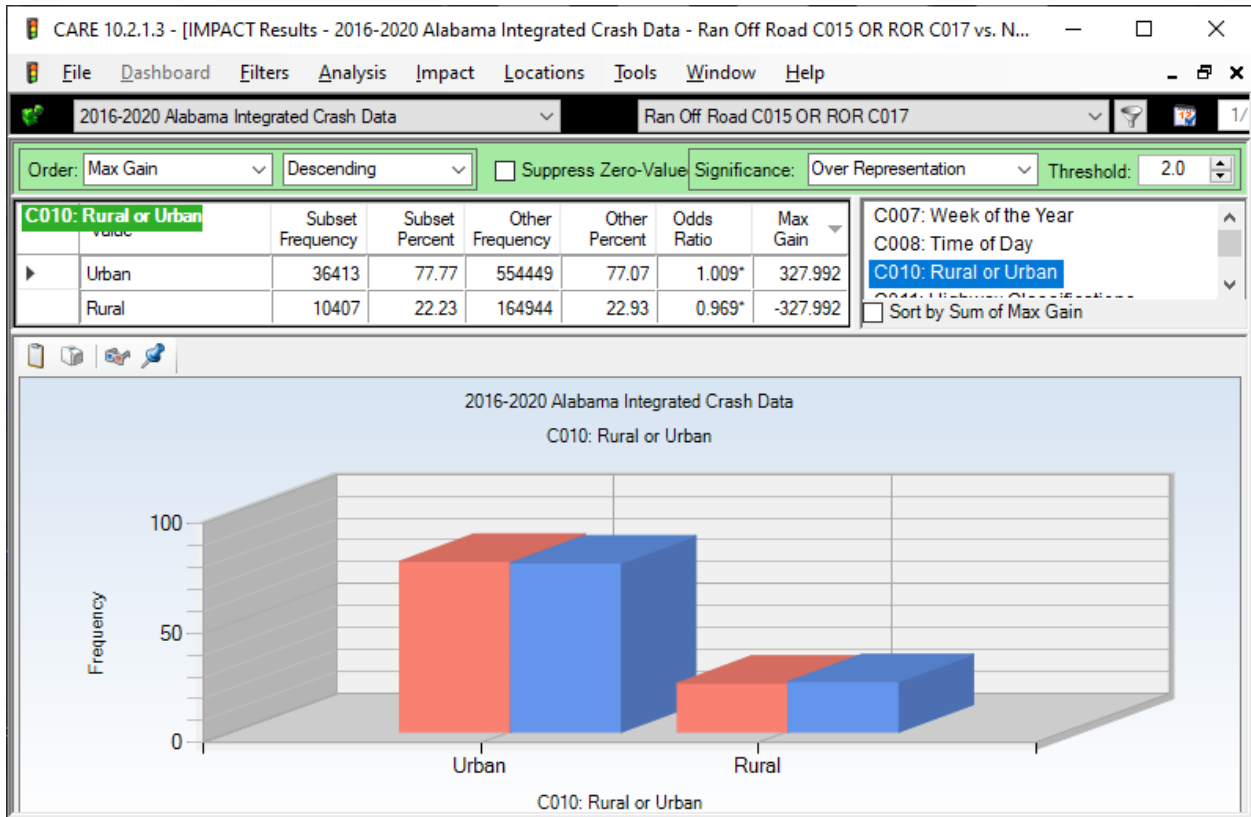 CARE 10.2.1.3 - [IMPACT Results - 2016-2020 Alabama Integrated Crash Data - Ran Off Road C015 OR ROR C017 vs. N...
File Dashboard Filters Analysis Impact Locations Tools Window Help
2016-2020 Alabama Integrated Crash Data Ran Off Road C015 OR ROR C017 12 1/
Order: Max Gain Descending Suppress Zero-Value Significance: Over Representation Threshold: 2.0
C010: Rural or Urban
Value Subset Frequency Subset Percent Other Frequency Other Percent Odds Ratio Max Gain
Urban 36413 77.77 554449 77.07 1.009* 327.992
Rural 10407 22.23 164944 22.93 0.969* -327.992
C007: Week of the Year
C008: Time of Day
C010: Rural or Urban
C011: Highway Classifications
Sort by Sum of Max Gain
2016-2020 Alabama Integrated Crash Data
C010: Rural or Urban
100
50
0
Frequency
Urban Rural
C010: Rural or Urban